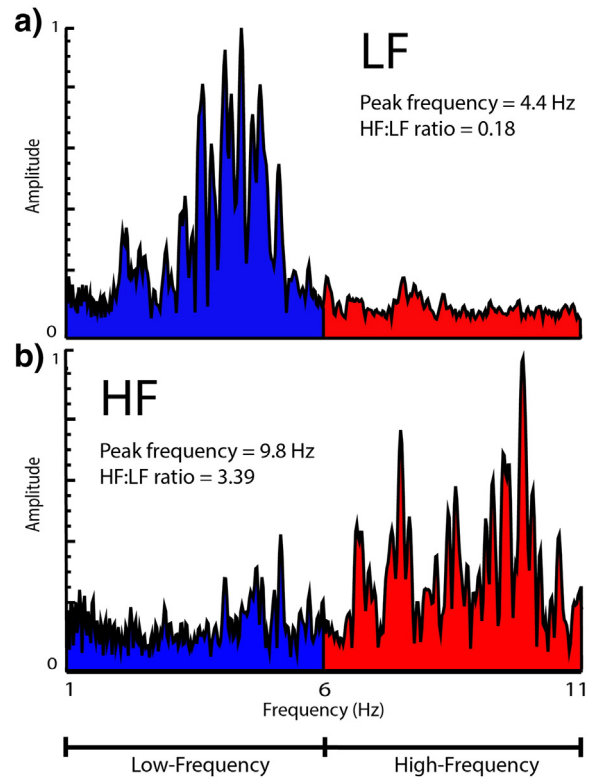 a)
1
LF
Peak frequency = 4.4 Hz
HF:LF ratio = 0.18
Amplitude
0
b)
1
HF
Peak frequency = 9.8 Hz
HF:LF ratio = 3.39
Amplitude
0
1 6 11
Frequency (Hz)
Low-Frequency High-Frequency